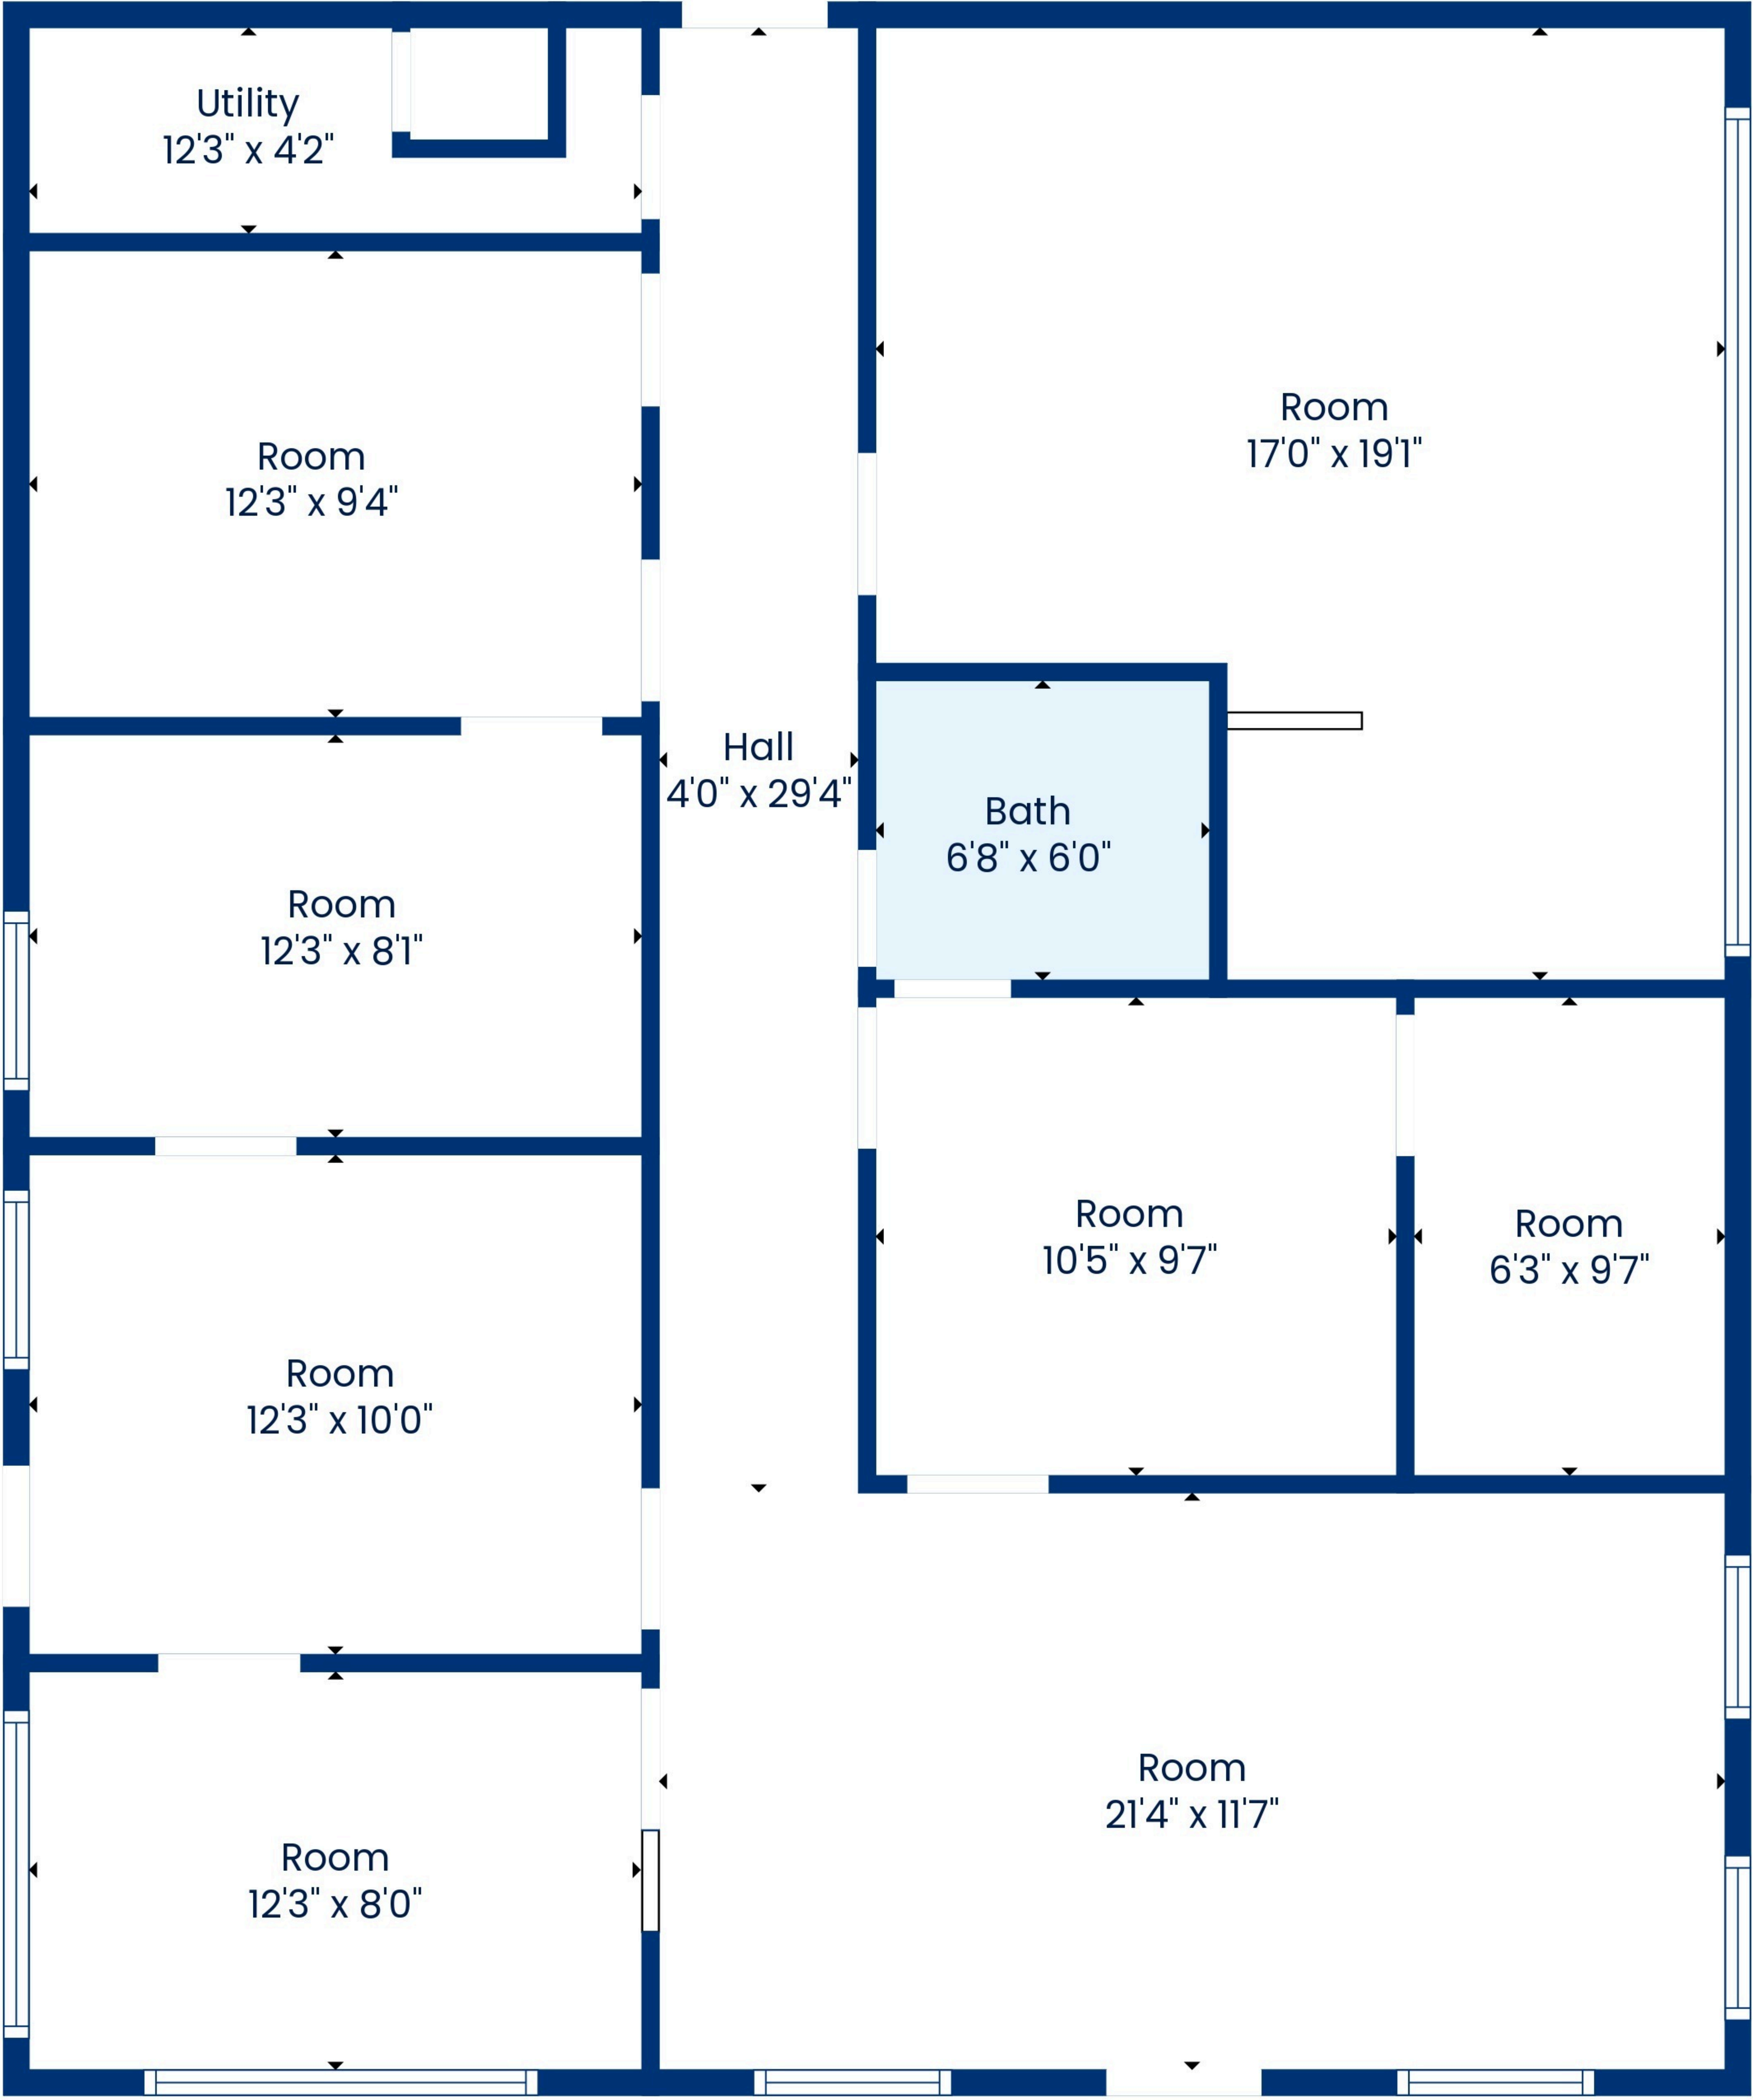 Utility
12'3" x 4'2"
Room
17'0" x 19'1"
Room
12'3" x 9'4"
Hall
4'0" x 29'4"
Bath
6'8" x 6'0"
Room
12'3" x 8'1"
Room
10'5" x 9'7"
Room
6'3" x 9'7"
Room
12'3" x 10'0"
Room
21'4" x 11'7"
Room
12'3" x 8'0"